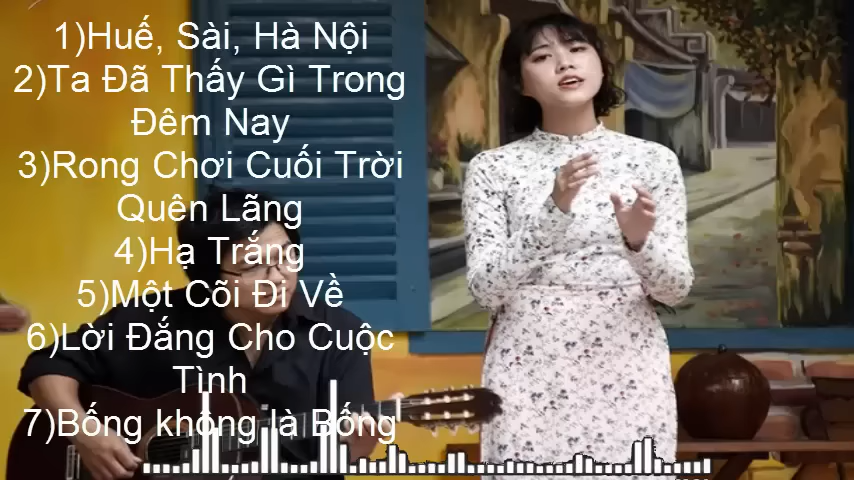 1)Huế, Sài, Hà Nội
2)Ta Đã Thấy Gì Trong
Đêm Nay
3)Rong Chơi Cuối Trời
Quên Lãng
4)Hạ Trắng
5)Một Cõi Đi Về
6)Lời Đắng Cho Cuộc
Tình
7)Bống không là Bống